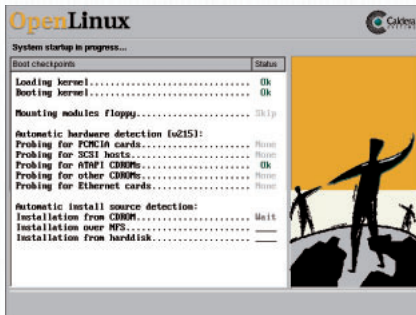 OpenLinux
Caldera
SYSTEMS
System startup in progress...
Boot checkpoints Status
Loading kernel................................ Ok
Booting kernel................................ Ok
Mounting modules floppy....................... Skip
Automatic hardware detection (v215):
Probing for PCMCIA cards...................... None
Probing for SCSI hosts........................ None
Probing for ATAPI CDROMs...................... Ok
Probing for other CDROMs...................... None
Probing for Ethernet cards.................... None
Automatic install source detection:
Installation from CDROM....................... Wait
Installation over NFS......................... ____
Installation from harddisk.................... ____